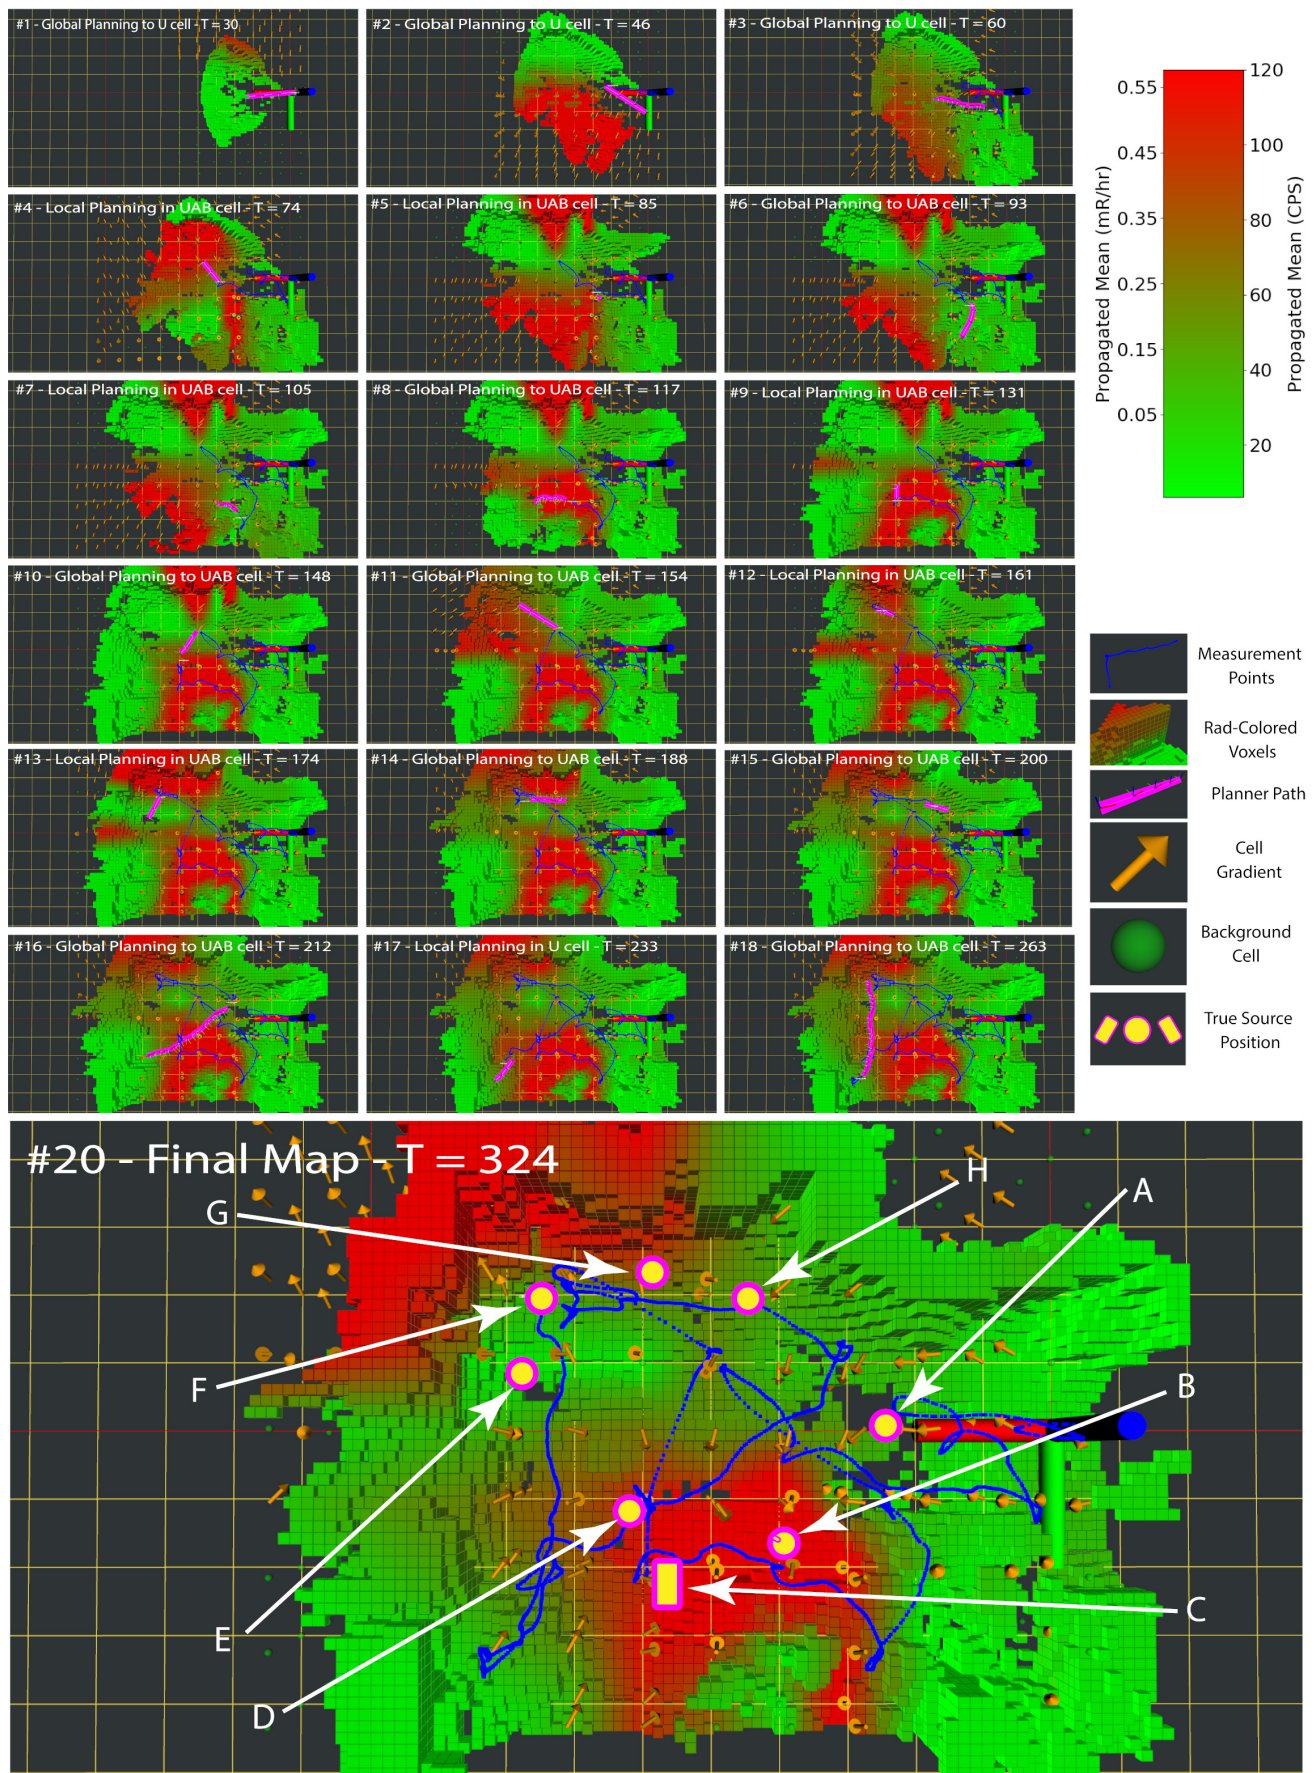 #1 - Global Planning to U cell - T = 30
#2 - Global Planning to U cell - T = 46
#3 - Global Planning to U cell - T = 60
#4 - Local Planning in UAB cell - T = 74
#5 - Local Planning in UAB cell - T = 85
#6 - Global Planning to UAB cell - T = 93
#7 - Local Planning in UAB cell - T = 105
#8 - Global Planning to UAB cell - T = 117
#9 - Local Planning in UAB cell - T = 131
#10 - Global Planning to UAB cell - T = 148
#11 - Global Planning to UAB cell - T = 154
#12 - Local Planning in UAB cell - T = 161
#13 - Local Planning in UAB cell - T = 174
#14 - Global Planning to UAB cell - T = 188
#15 - Global Planning to UAB cell - T = 200
#16 - Global Planning to UAB cell - T = 212
#17 - Local Planning in U cell - T = 233
#18 - Global Planning to UAB cell - T = 263
Propagated Mean (mR/hr)
0.55
0.45
0.35
0.25
0.15
0.05
120
100
80
60
40
20
Propagated Mean (CPS)
Measurement
Points
Rad-Colored
Voxels
Planner Path
Cell
Gradient
Background
Cell
True Source
Position
#20 - Final Map - T = 324
G
H
A
F
B
E
C
D